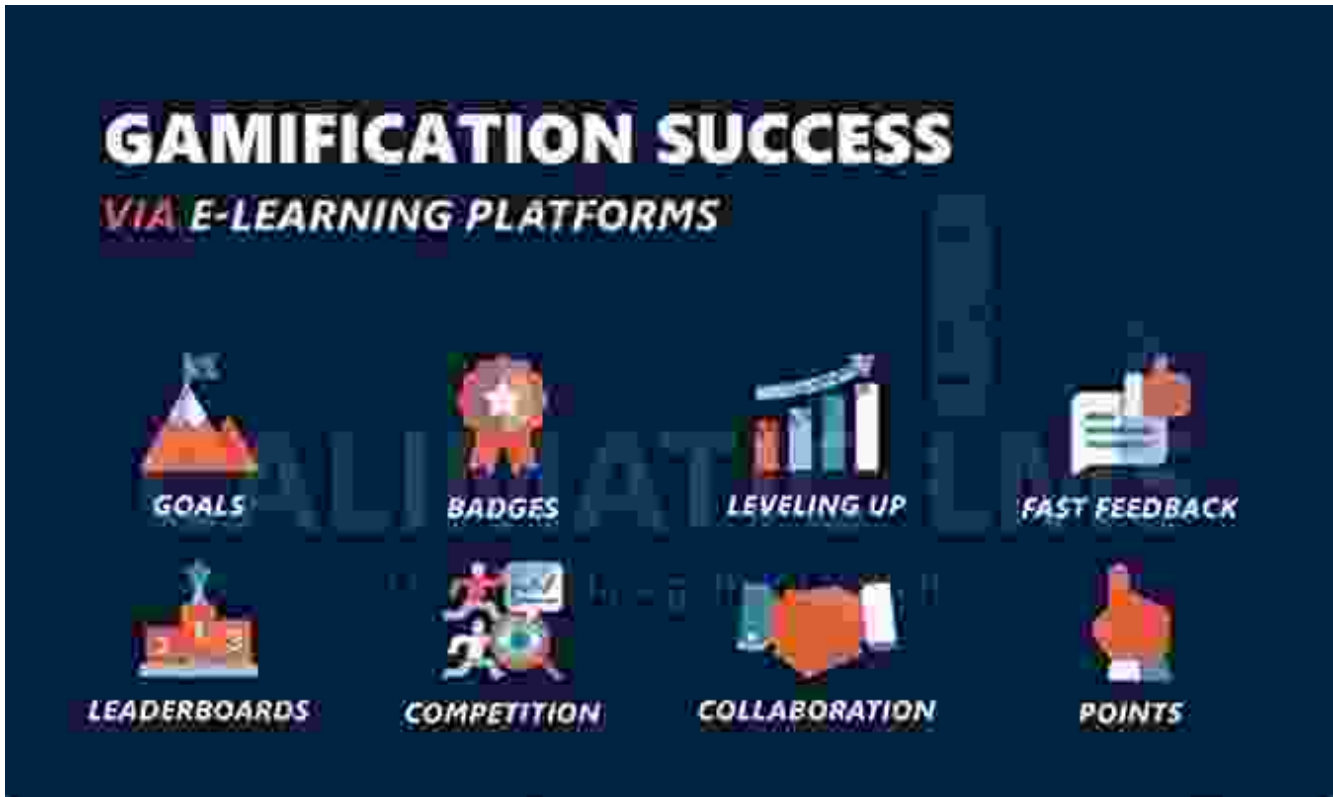 GAMIFICATION SUCCESS
VIA E-LEARNING PLATFORMS
GOALS
BADGES
LEVELING UP
FAST FEEDBACK
LEADERBOARDS
COMPETITION
COLLABORATION
POINTS